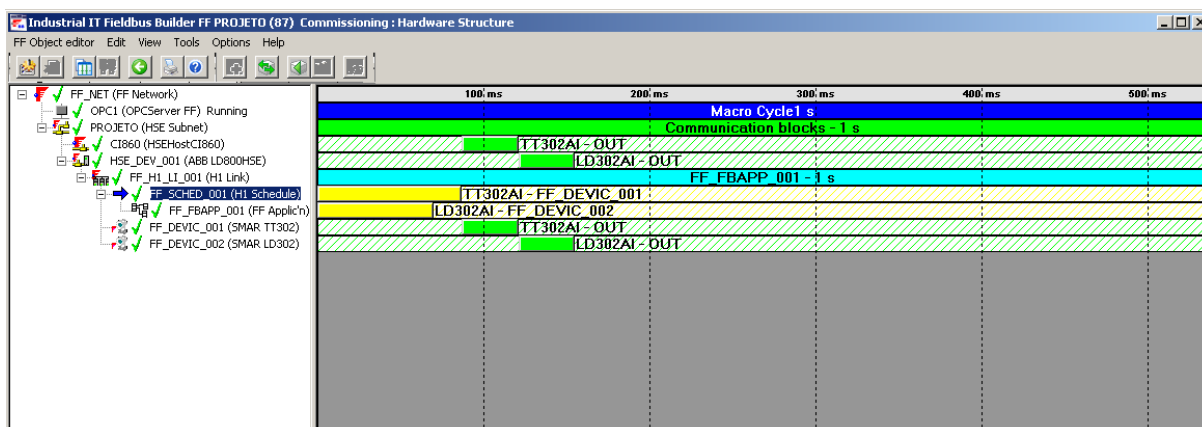 Industrial IT Fieldbus Builder FF PROJETO (87) Commissioning : Hardware Structure
FF Object editor Edit View Tools Options Help
FF_NET (FF Network)
OPC1 (OPCServer FF) Running
PROJETO (HSE Subnet)
CI860 (HSEHostCI860)
HSE_DEV_001 (ABB LD800HSE)
FF_H1_LI_001 (H1 Link)
FF_SCHED_001 (H1 Schedule)
FF_FBAPP_001 (FF Applic'n)
FF_DEVIC_001 (SMAR TT302)
FF_DEVIC_002 (SMAR LD302)
100 ms 200 ms 300 ms 400 ms 500 ms
Macro Cycle1 s
Communication blocks - 1 s
TT302AI - OUT
LD302AI - OUT
FF_FBAPP_001 - 1 s
TT302AI - FF_DEVIC_001
LD302AI - FF_DEVIC_002
TT302AI - OUT
LD302AI - OUT